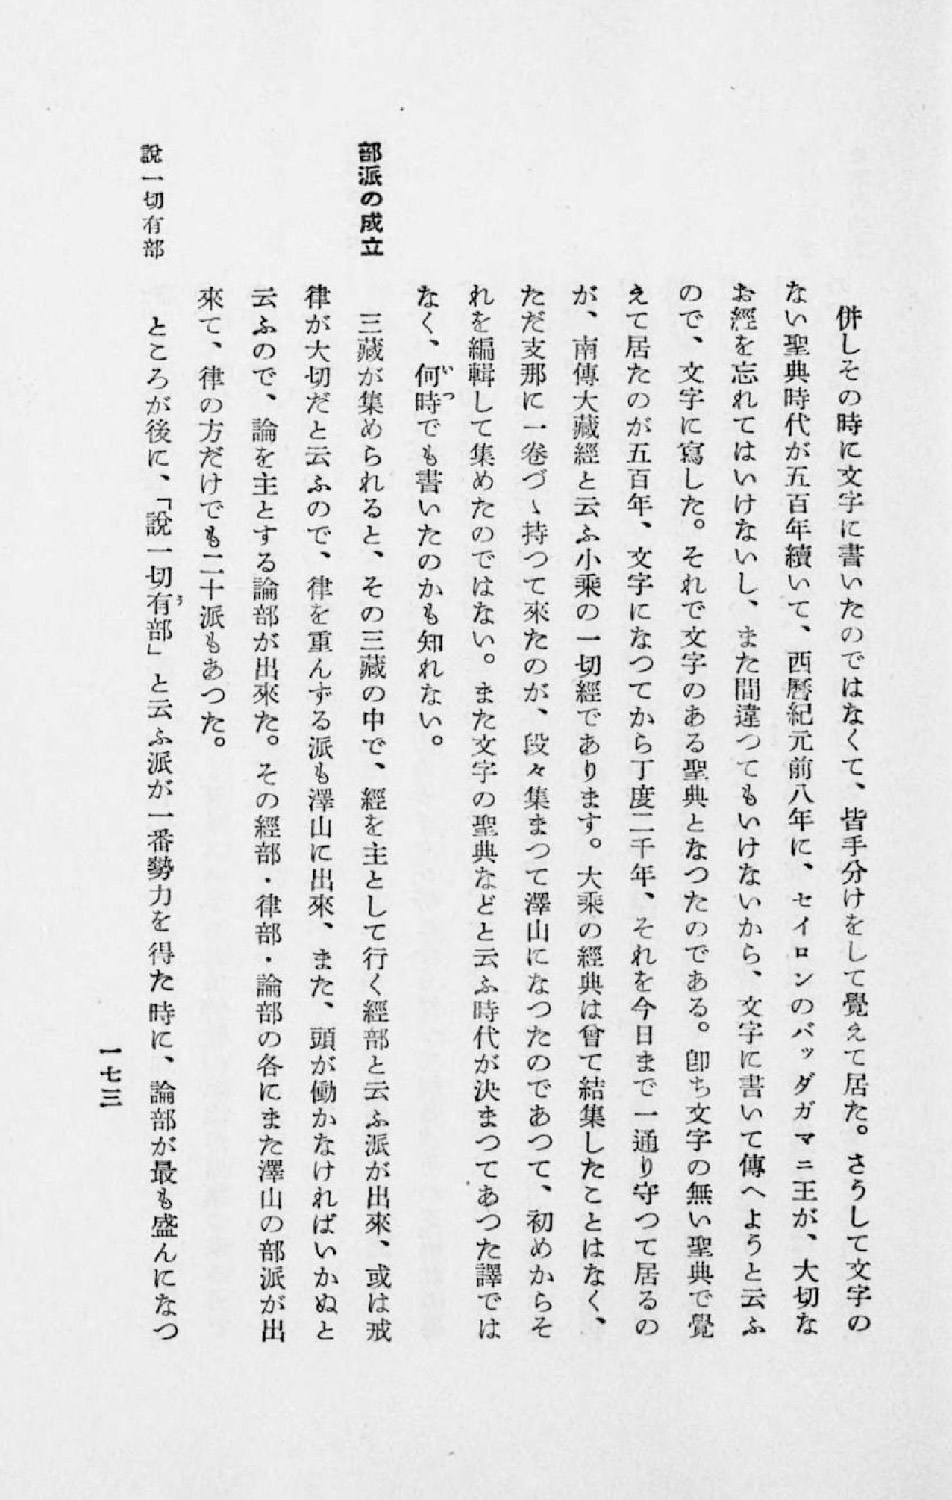 併しその時に文字に書いたのではなくて、皆手分けをして覺えて居た。さうして文字の
ない聖典時代が五百年續いて、西曆紀元前八年に、セイロンのバッダガマニ王が、大切な
お經を忘れてはいけないし、また間違つてもいけないから、文字に書いて傳へようと云ふ
ので、文字に寫した。それで文字のある聖典となつたのである。卽ち文字の無い聖典で覺
えて居たのが五百年、文字になつてから丁度二千年、それを今日まで一通り守つて居るの
が、南傳大藏經と云ふ小乘の一切經であります。大乘の經典は曾て結集したことはなく、
ただ支那に一卷づゝ持つて來たのが、段々集まつて澤山になつたのであつて、初めからそ
れを編輯して集めたのではない。また文字の聖典などと云ふ時代が決まつてあつた譯では
なく、何時いつでも書いたのかも知れない。
部派の成立
三藏が集められると、その三藏の中で、經を主として行く經部と云ふ派が出來、或は戒
律が大切だと云ふので、律を重んずる派も澤山に出來、また、頭が働かなければいかぬと
云ふので、論を主とする論部が出來た。その經部・律部・論部の各にまた澤山の部派が出
來て、律の方だけでも二十派もあつた。
說一切有部
ところが後に、「說一切有う部」と云ふ派が一番勢力を得た時に、論部が最も盛んになつ
一七三